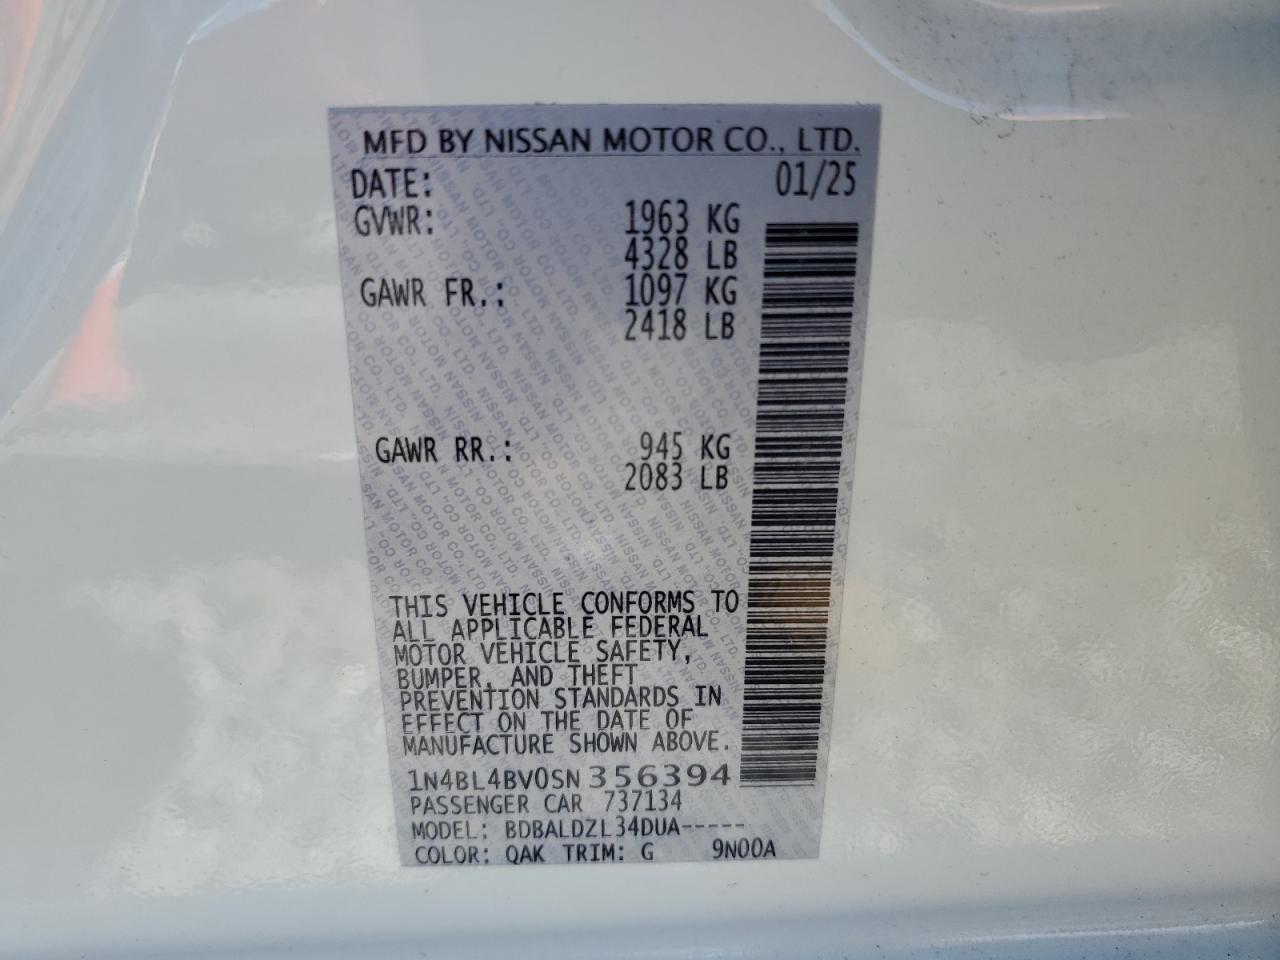 MFD BY NISSAN MOTOR CO., LTD.
DATE: 01/25
GVWR: 1963 KG
4328 LB
GAWR FR.: 1097 KG
2418 LB
GAWR RR.: 945 KG
2083 LB
THIS VEHICLE CONFORMS TO
ALL APPLICABLE FEDERAL
MOTOR VEHICLE SAFETY,
BUMPER, AND THEFT
PREVENTION STANDARDS IN
EFFECT ON THE DATE OF
MANUFACTURE SHOWN ABOVE.
1N4BL4BV0SN356394
PASSENGER CAR 737134
MODEL: BDBALDZL34DUA-----
COLOR: QAK TRIM: G 9N00A